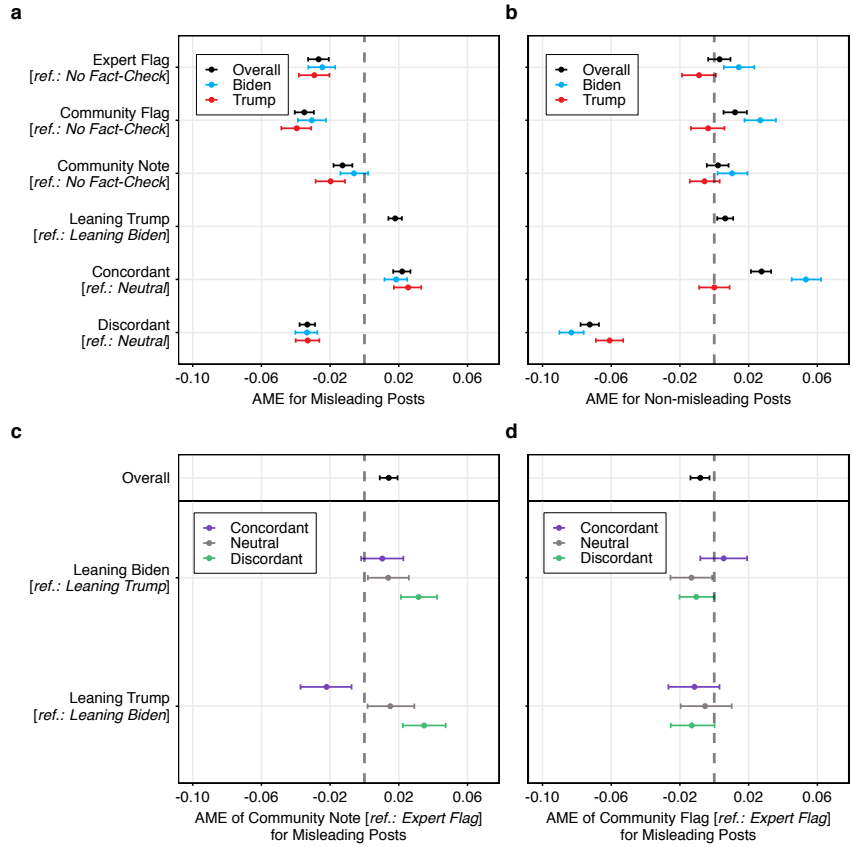 a
b
Expert Flag
[ref.: No Fact-Check]
Community Flag
[ref.: No Fact-Check]
Community Note
[ref.: No Fact-Check]
Leaning Trump
[ref.: Leaning Biden]
Concordant
[ref.: Neutral]
Discordant
[ref.: Neutral]
Overall
Biden
Trump
Overall
Biden
Trump
-0.10 -0.06 -0.02 0.02 0.06
-0.10 -0.06 -0.02 0.02 0.06
AME for Misleading Posts
AME for Non-misleading Posts
c
d
Overall
Leaning Biden
[ref.: Leaning Trump]
Leaning Trump
[ref.: Leaning Biden]
Concordant
Neutral
Discordant
Concordant
Neutral
Discordant
-0.10 -0.06 -0.02 0.02 0.06
-0.10 -0.06 -0.02 0.02 0.06
AME of Community Note [ref.: Expert Flag]
for Misleading Posts
AME of Community Flag [ref.: Expert Flag]
for Misleading Posts